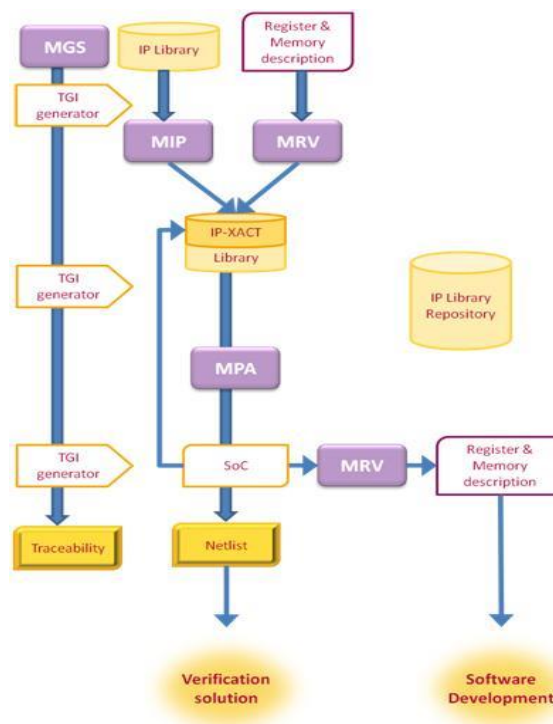 MGS
IP Library
Register &
Memory
description
TGI
generator
MIP
MRV
IP-XACT
Library
TGI
generator
IP Library
Repository
MPA
TGI
generator
SoC
MRV
Register &
Memory
description
Traceability
Netlist
Verification
solution
Software
Development